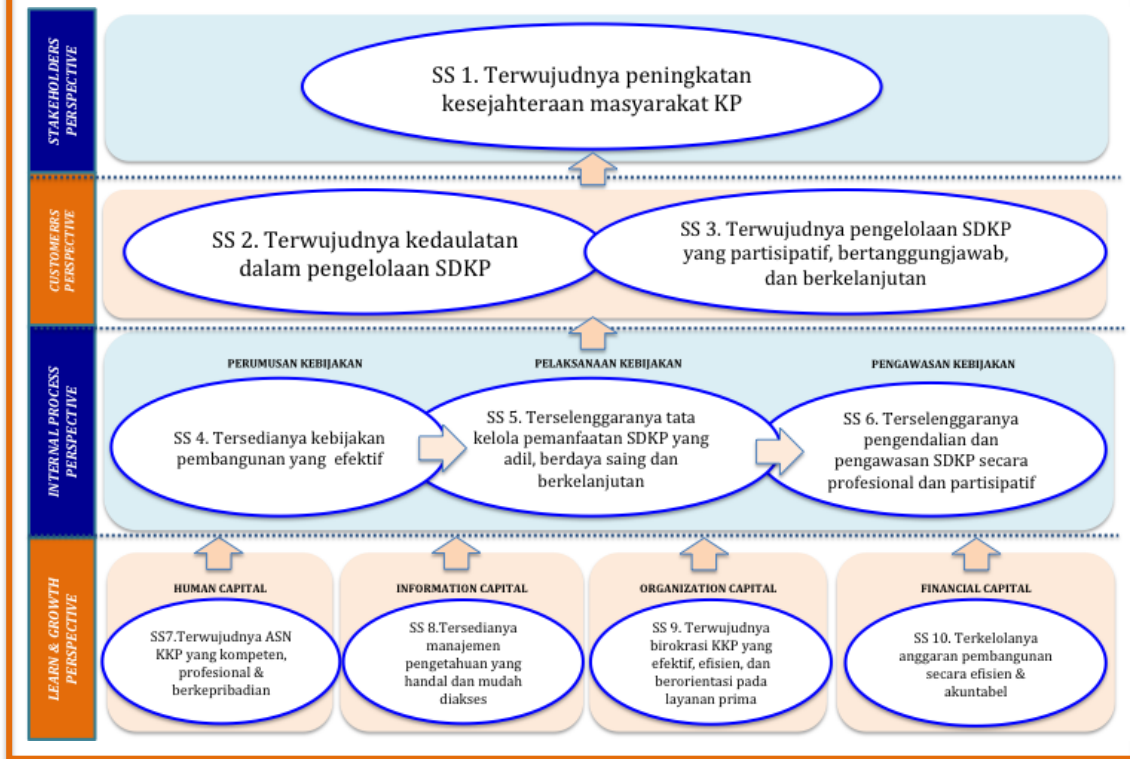 STAKEHOLDERS
PERSPECTIVE
SS 1. Terwujudnya peningkatan
kesejahteraan masyarakat KP
CUSTOMERRS
PERSPECTIVE
SS 2. Terwujudnya kedaulatan
dalam pengelolaan SDKP
SS 3. Terwujudnya pengelolaan SDKP
yang partisipatif, bertanggungjawab,
dan berkelanjutan
INTERNAL PROCESS
PERSPECTIVE
PERUMUSAN KEBIJAKAN
SS 4. Tersedianya kebijakan
pembangunan yang efektif
PELAKSANAAN KEBIJAKAN
SS 5. Terselenggaranya tata
kelola pemanfaatan SDKP yang
adil, berdaya saing dan
berkelanjutan
PENGAWASAN KEBIJAKAN
SS 6. Terselenggaranya
pengendalian dan
pengawasan SDKP secara
profesional dan partisipatif
LEARN & GROWTH
PERSPECTIVE
HUMAN CAPITAL
SS7.Terwujudnya ASN
KKP yang kompeten,
profesional &
berkepribadian
INFORMATION CAPITAL
SS 8.Tersedianya
manajemen
pengetahuan yang
handal dan mudah
diakses
ORGANIZATION CAPITAL
SS 9. Terwujudnya
birokrasi KKP yang
efektif, efisien, dan
berorientasi pada
layanan prima
FINANCIAL CAPITAL
SS 10. Terkelolanya
anggaran pembangunan
secara efisien &
akuntabel